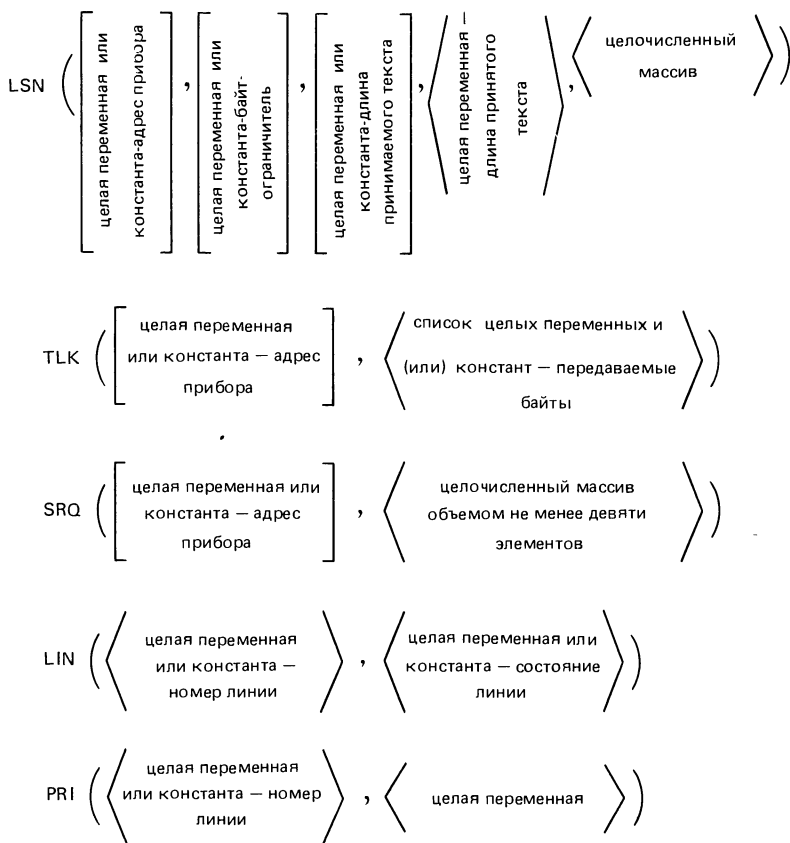 LSN ( [ целая переменная или
константа-адрес прибора ] , [ целая переменная или
константа-байт-
ограничитель ] , [ целая переменная или
константа-длина
принимаемого текста ] , 〈 целая переменная —
длина принятого
текста 〉 , 〈 целочисленный
массив 〉 )
TLK ( [ целая переменная
или константа — адрес
прибора ] , 〈 список целых переменных и
(или) констант — передаваемые
байты 〉 )
SRQ ( [ целая переменная или
константа — адрес
прибора ] , 〈 целочисленный массив
объемом не менее девяти
элементов 〉 )
LIN ( 〈 целая переменная
или константа —
номер линии 〉 , 〈 целая переменная или
константа — состояние
линии 〉 )
PRI ( 〈 целая переменная
или константа — номер
линии 〉 , 〈 целая переменная 〉 )